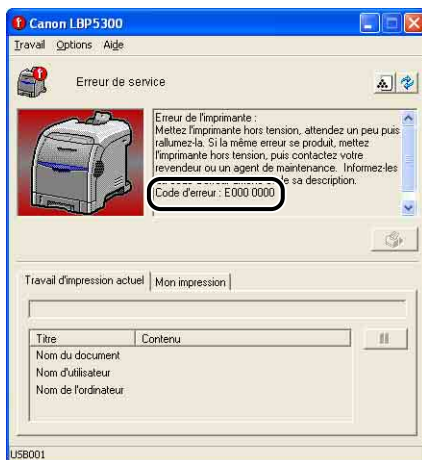 Canon LBP5300
Travail Options Aide
Erreur de service
Erreur de l'imprimante :
Mettez l'imprimante hors tension, attendez un peu puis
rallumez-la. Si la même erreur se produit, mettez
l'imprimante hors tension, puis contactez votre
revendeur ou un agent de maintenance. Informez-les
de sa description.
Code d'erreur : E000 0000
Travail d'impression actuel Mon impression
Titre Contenu
Nom du document
Nom d'utilisateur
Nom de l'ordinateur
USB001